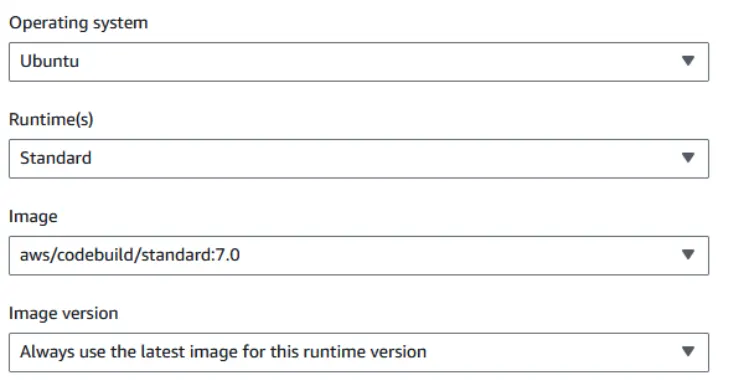 Operating system
Ubuntu
Runtime(s)
Standard
Image
aws/codebuild/standard:7.0
Image version
Always use the latest image for this runtime version